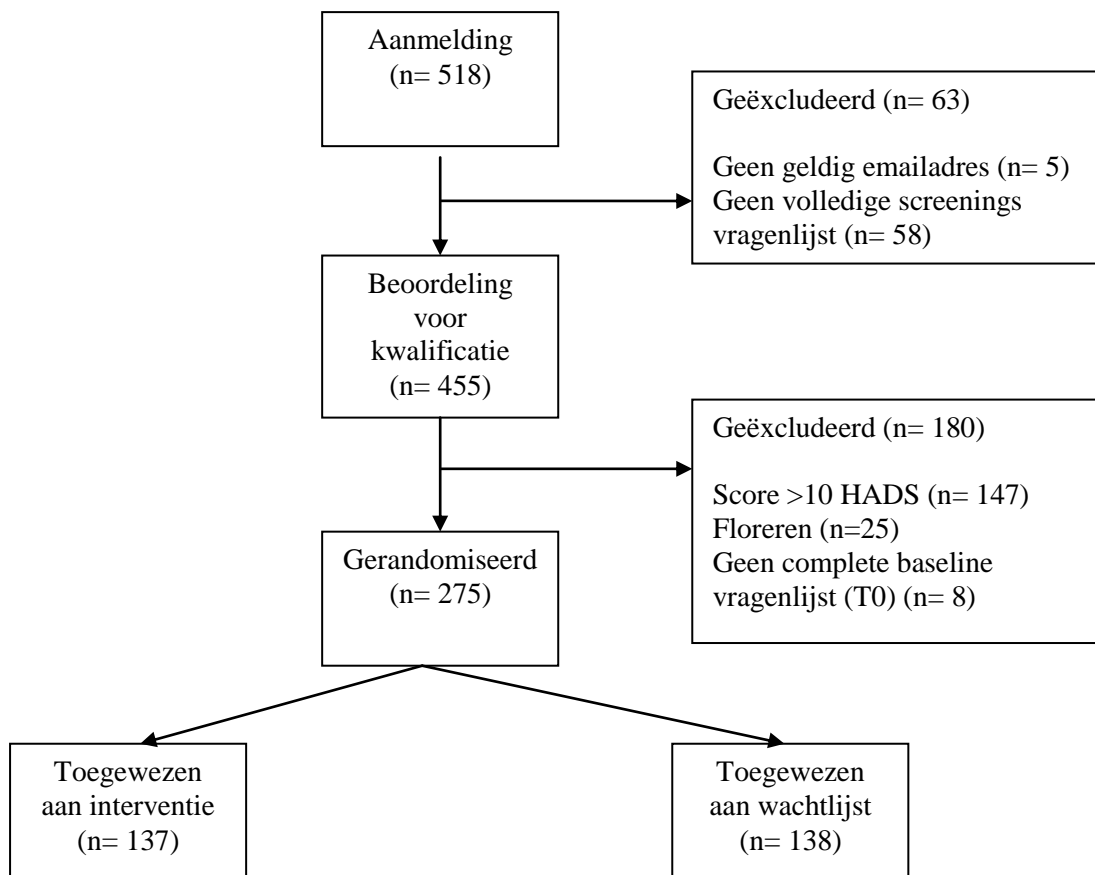 Aanmelding
(n= 518)
Geëxcludeerd (n= 63)
Geen geldig emailadres (n= 5)
Geen volledige screenings
vragenlijst (n= 58)
Beoordeling
voor
kwalificatie
(n= 455)
Geëxcludeerd (n= 180)
Score >10 HADS (n= 147)
Floreren (n=25)
Geen complete baseline
vragenlijst (T0) (n= 8)
Gerandomiseerd
(n= 275)
Toegewezen
aan interventie
(n= 137)
Toegewezen
aan wachtlijst
(n= 138)